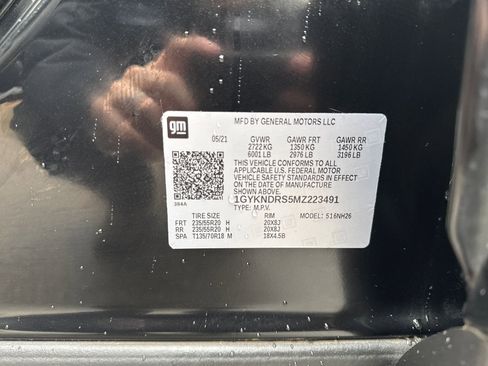 gm
MFD BY GENERAL MOTORS LLC
05/21 GVWR GAWR FRT GAWR RR
2722 KG 1350 KG 1450 KG
6001 LB 2976 LB 3196 LB
THIS VEHICLE CONFORMS TO ALL
APPLICABLE U.S. FEDERAL MOTOR
VEHICLE SAFETY STANDARDS IN EFFECT
ON THE DATE OF MANUFACTURE
SHOWN ABOVE.
384A 1GYKNDRS5MZ223491
TYPE: M.P.V.
TIRE SIZE RIM MODEL: 516NH26
FRT 235/55R20 H 20X8J
RR 235/55R20 H 20X8J
SPA T135/70R18 M 18X4.5B